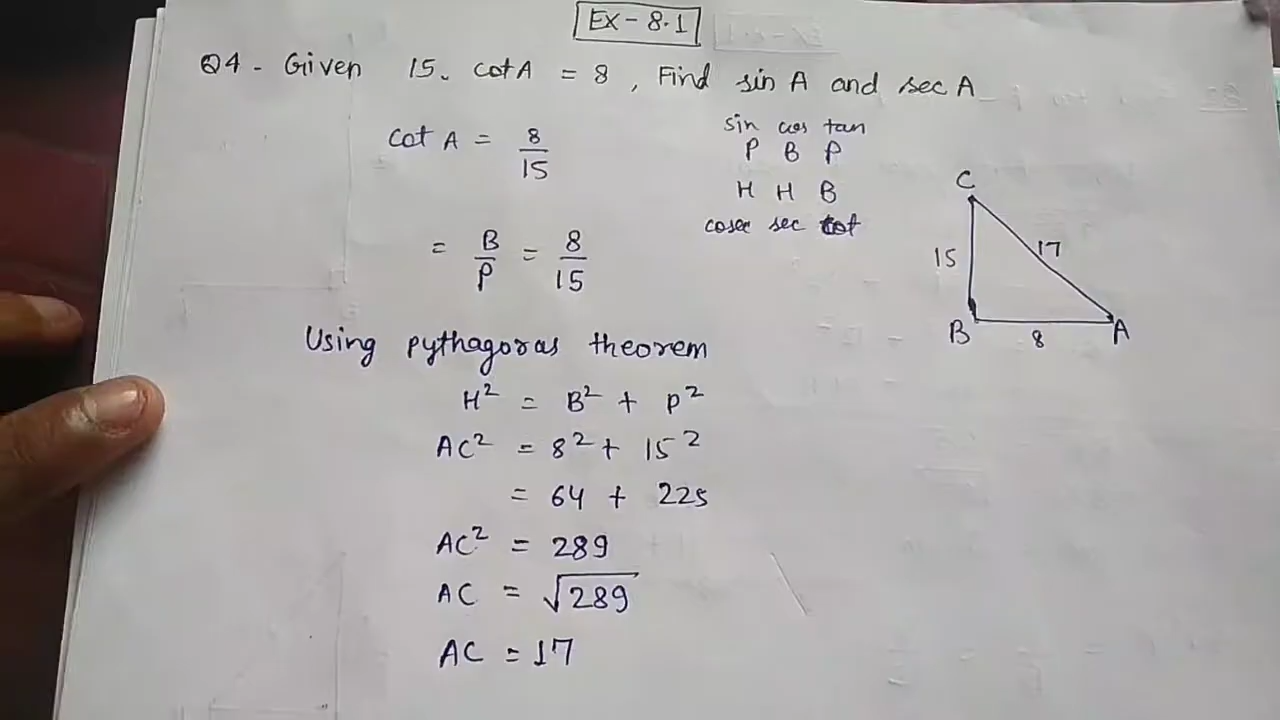 Ex - 8.1
Q4 - Given 15. cot A = 8, Find sin A and sec A
cot A = 8/15
sin cos tan
P B P
H H B
cosec sec cot
= B/P = 8/15
C
15 17
B 8 A
Using pythagoras theorem
H² = B² + P²
AC² = 8² + 15²
= 64 + 225
AC² = 289
AC = √289
AC = 17